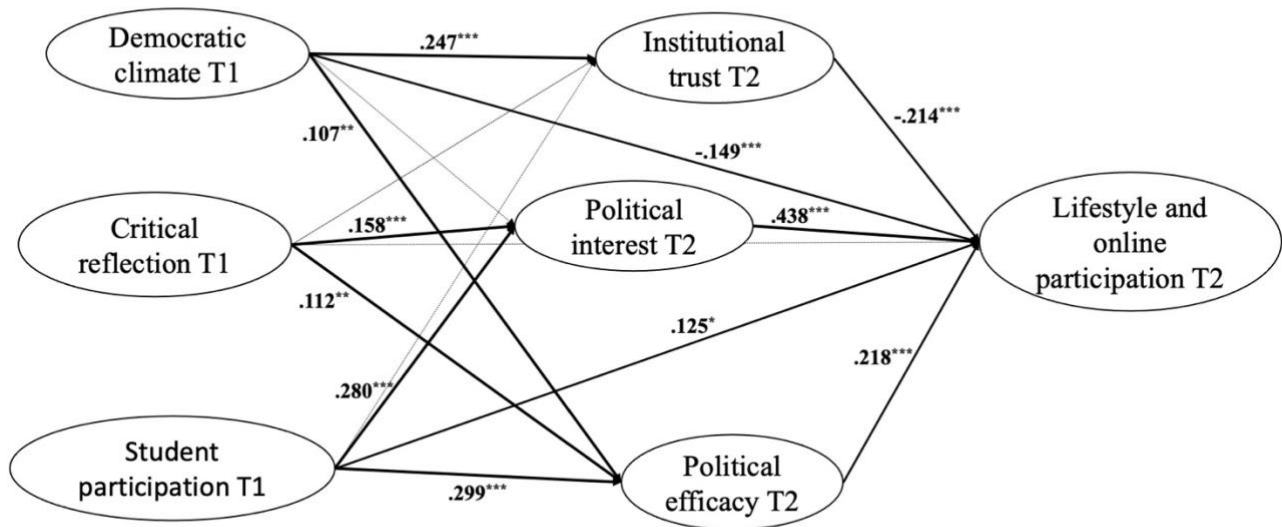 Democratic
climate T1
.247***
Institutional
trust T2
.107**
-.214***
-.149***
Critical
reflection T1
.158***
Political
interest T2
.438***
Lifestyle and
online
participation T2
.112**
.125*
.218***
.280***
Student
participation T1
.299***
Political
efficacy T2